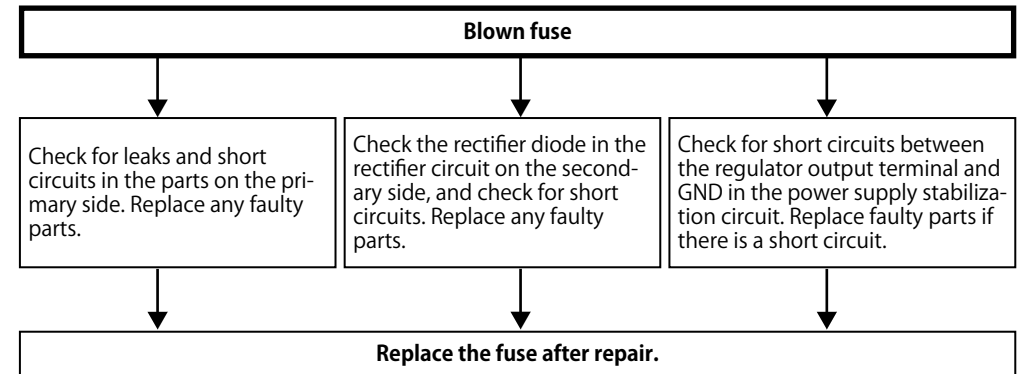 Blown fuse
Check for leaks and short
circuits in the parts on the pri-
mary side. Replace any faulty
parts.
Check the rectifier diode in the
rectifier circuit on the second-
ary side, and check for short
circuits. Replace any faulty
parts.
Check for short circuits between
the regulator output terminal and
GND in the power supply stabiliza-
tion circuit. Replace faulty parts if
there is a short circuit.
Replace the fuse after repair.